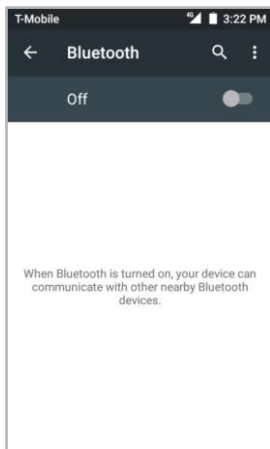 T-Mobile 4G 3:22 PM
Bluetooth
Off
When Bluetooth is turned on, your device can
communicate with other nearby Bluetooth
devices.